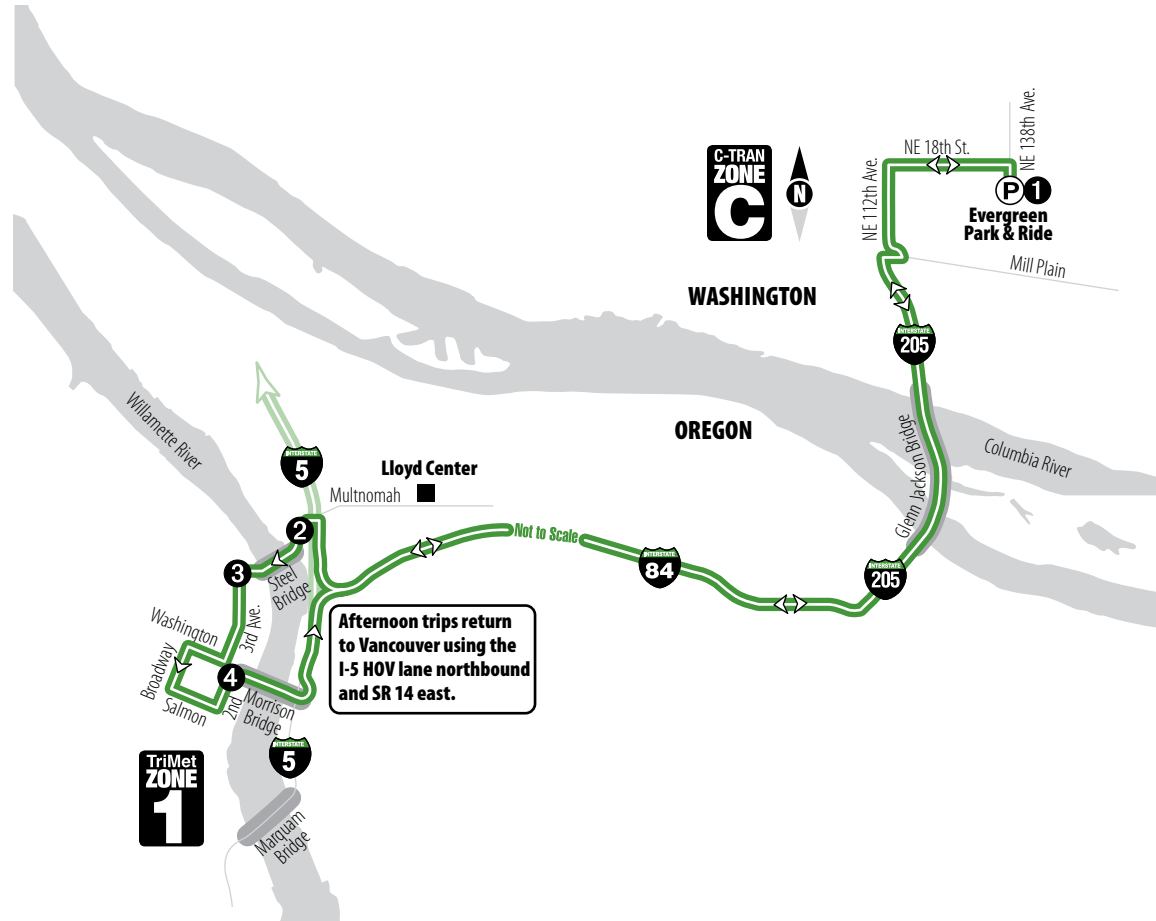 C-TRAN
ZONE
C
N
NE 18th St.
NE 138th Ave.
NE 112th Ave.
P
1
Evergreen
Park & Ride
Mill Plain
WASHINGTON
INTERSTATE
205
OREGON
Glenn Jackson Bridge
Columbia River
Willamette River
INTERSTATE
5
Lloyd Center
Multnomah
2
Not to Scale
INTERSTATE
84
INTERSTATE
205
3
Steel
Bridge
Afternoon trips return
to Vancouver using the
I-5 HOV lane northbound
and SR 14 east.
Washington
3rd Ave.
Broadway
4
Salmon
2nd
Morrison
Bridge
INTERSTATE
5
TriMet
ZONE
1
Marquam
Bridge